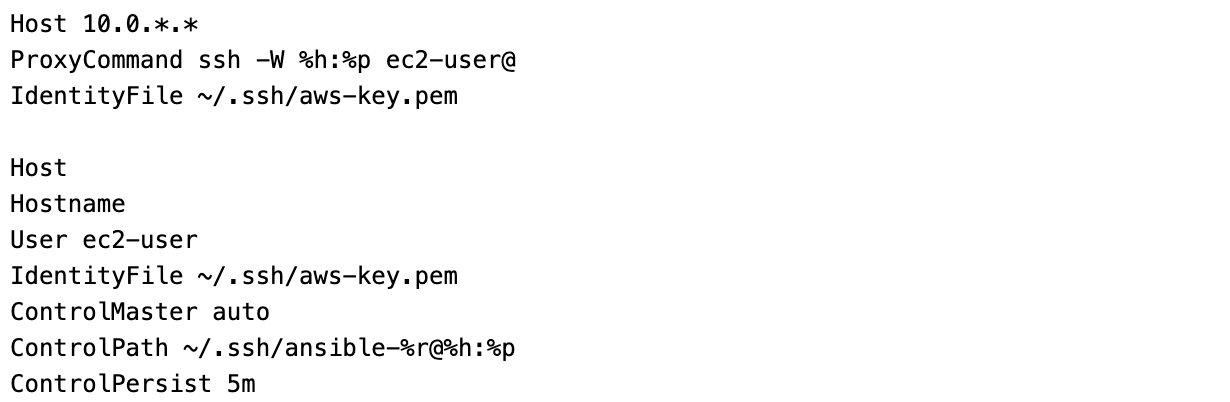 Host 10.0.*.*
ProxyCommand ssh -W %h:%p ec2-user@
IdentityFile ~/.ssh/aws-key.pem

Host
Hostname
User ec2-user
IdentityFile ~/.ssh/aws-key.pem
ControlMaster auto
ControlPath ~/.ssh/ansible-%r@%h:%p
ControlPersist 5m